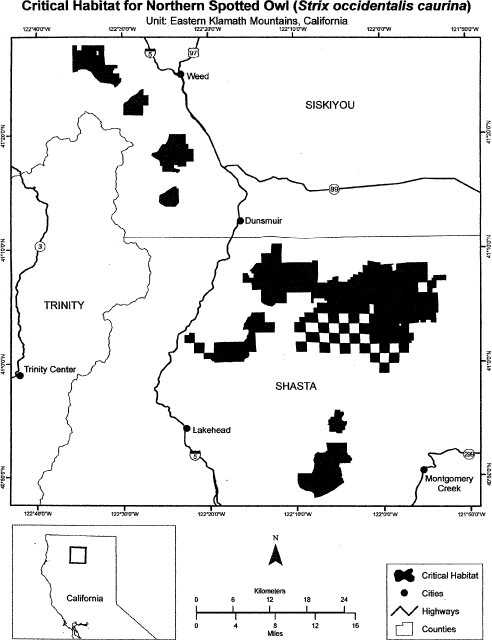 Critical Habitat for Northern Spotted Owl (Strix occidentalis caurina)
Unit: Eastern Klamath Mountains, California
122°40'0"W 122°30'0"W 122°20'0"W 122°10'0"W 122°0'0"W 121°50'0"W
5
97
Weed
SISKIYOU
41°20'0"N
41°20'0"N
89
Dunsmuir
3
41°10'0"N
41°10'0"N
TRINITY
41°0'0"N
41°0'0"N
Trinity Center
SHASTA
Lakehead
5
299
Montgomery
Creek
40°50'0"N
40°50'0"N
122°40'0"W 122°30'0"W 122°20'0"W 122°10'0"W 122°0'0"W 121°50'0"W
California
N
Kilometers
0 6 12 18 24
0 4 8 12 16
Miles
Critical Habitat
Cities
Highways
Counties